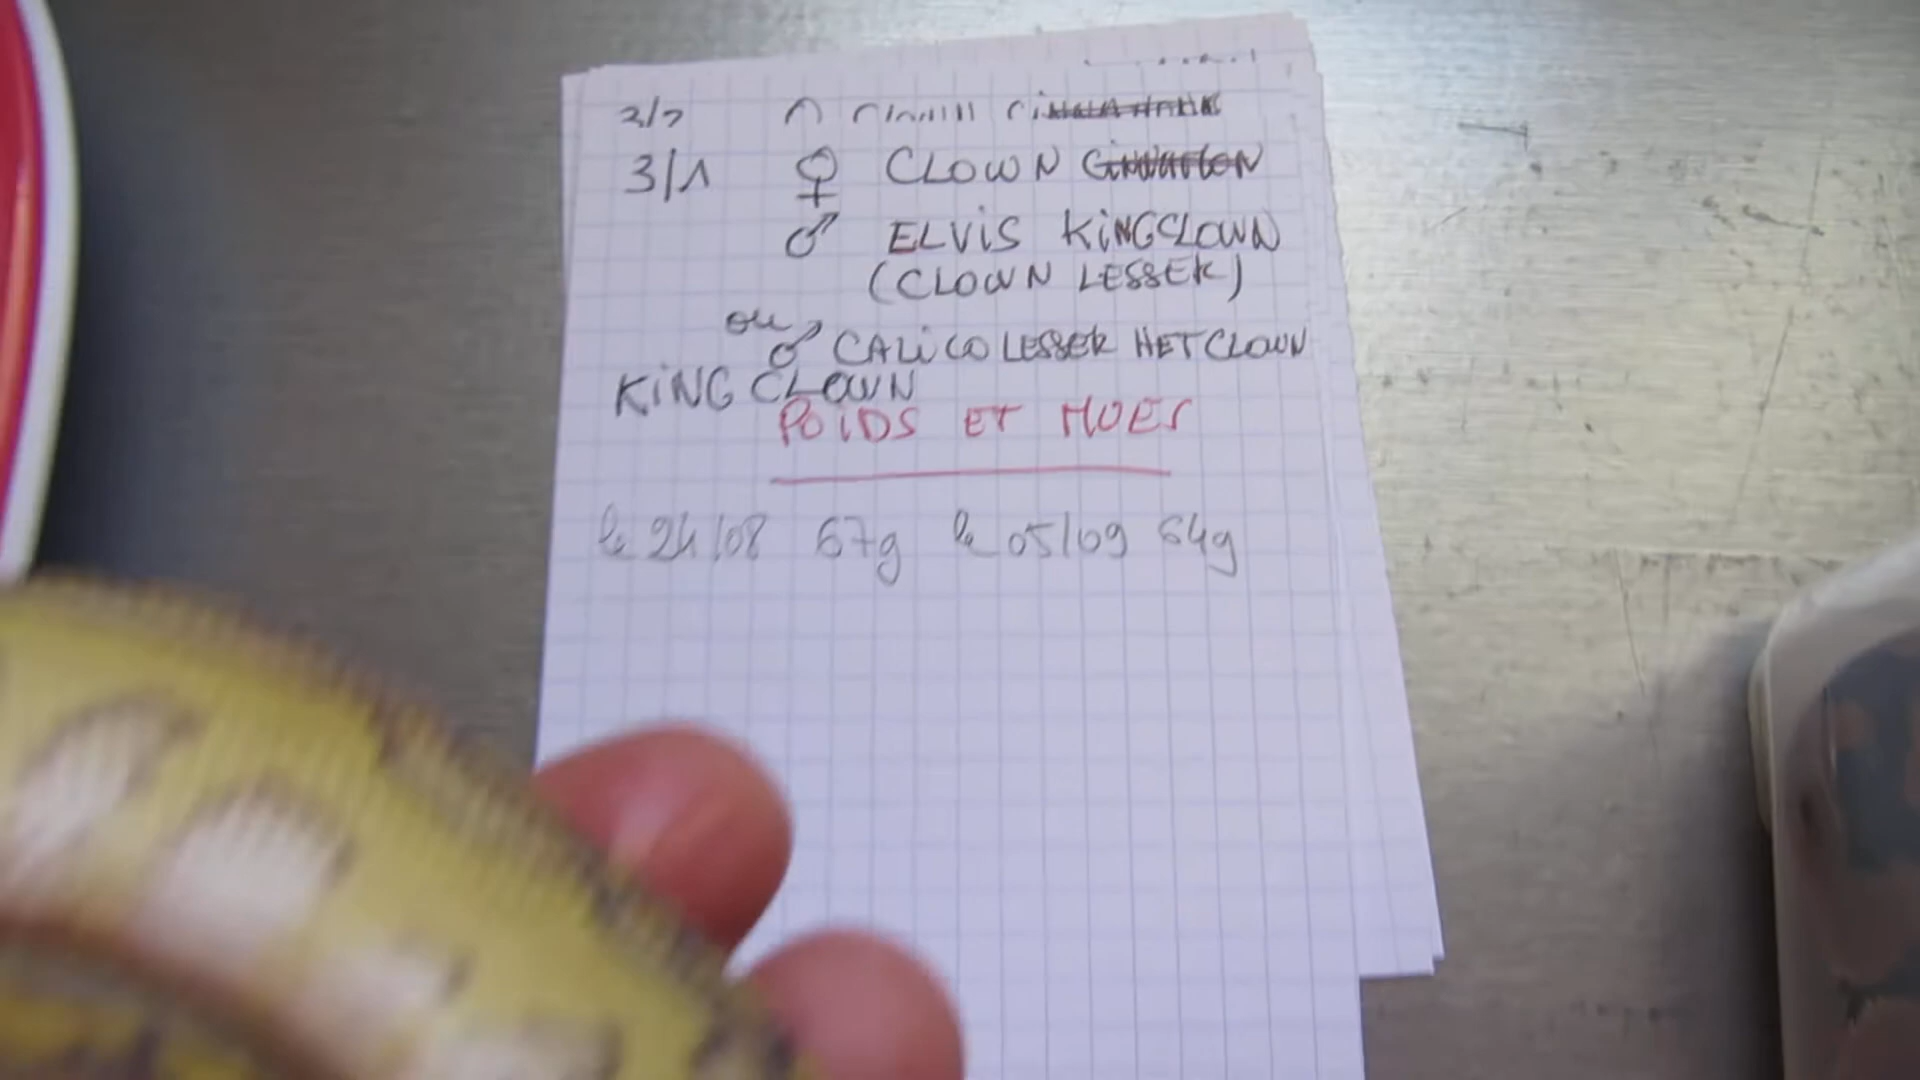 3/1 ♀ CLOWN
♂ ELVIS KINGCLOWN
(CLOWN LESSER)
ou ♂ CALICO LESSER HET CLOWN
KING CLOWN
POIDS ET MUES
le 24/08 67g le 05/09 64g